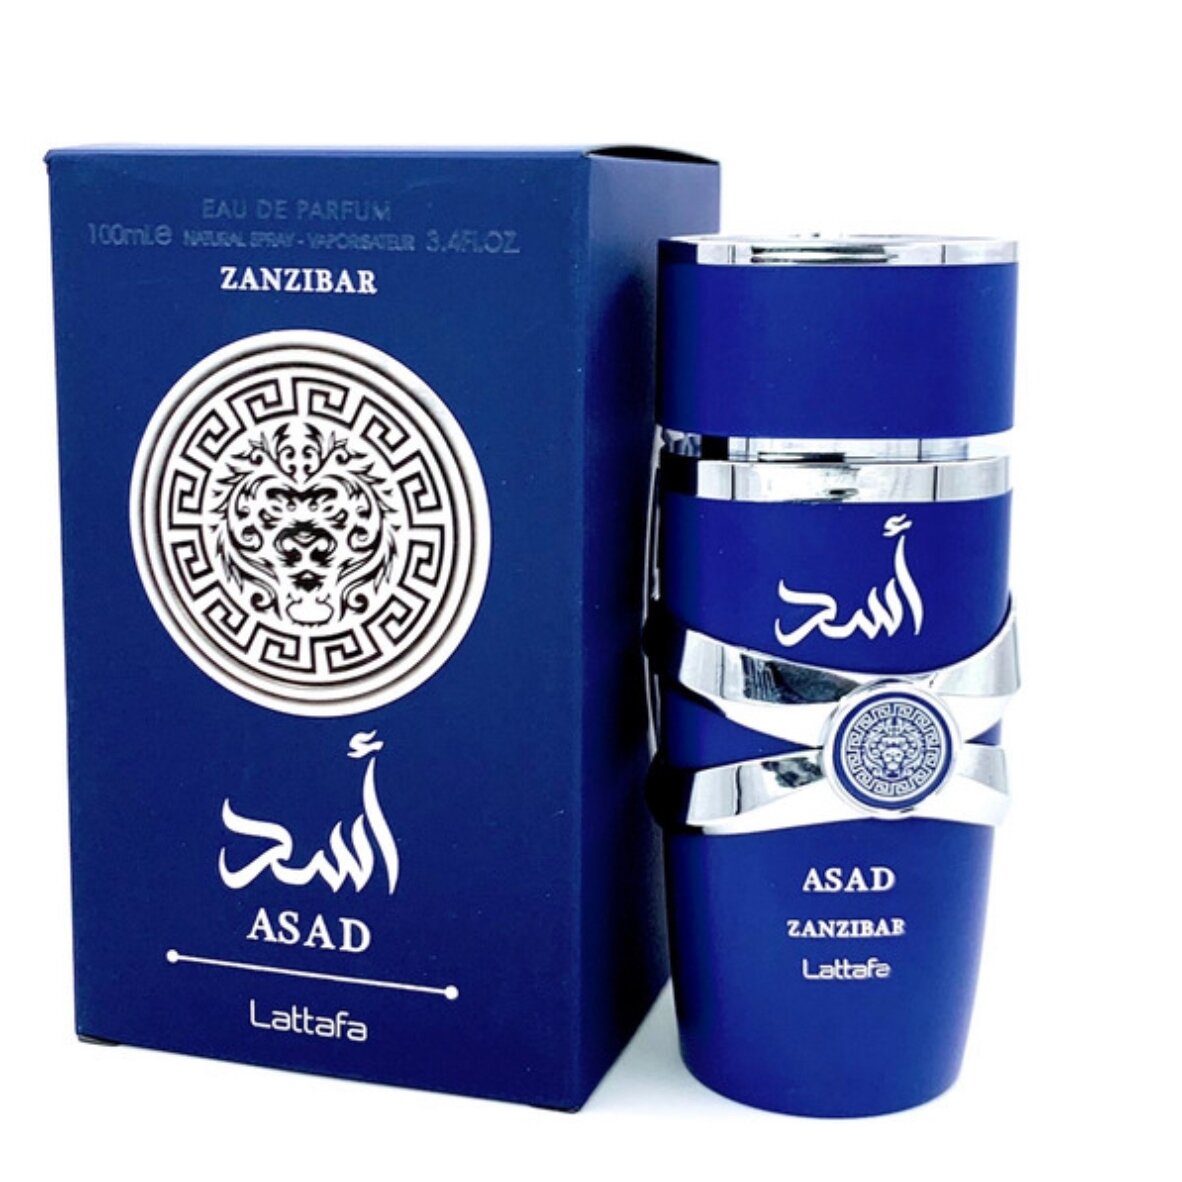 EAU DE PARFUM
100ml.e NATURAL SPRAY - VAPORISATEUR 3.4FL.OZ.
ZANZIBAR
أسد
ASAD
Lattafa
أسد
ASAD
ZANZIBAR
Lattafa